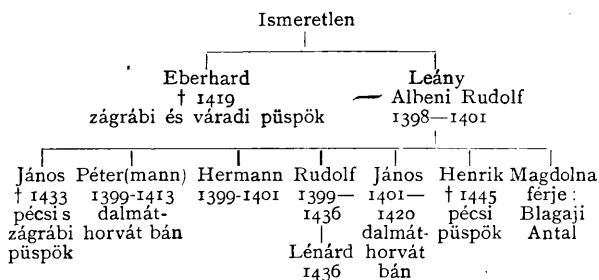 Ismeretlen
Eberhard
† 1419
zágrábi és váradi püspök
Leány
— Albeni Rudolf
1398—1401
János
† 1433
pécsi s
zágrábi
püspök
Péter(mann)
1399-1413
dalmát-
horvát bán
Hermann
1399-1401
Rudolf
1399—
1436
Lénárd
1436
János
1401—
1420
dalmát-
horvát
bán
Henrik
† 1445
pécsi
püspök
Magdolna
férje:
Blagaji
Antal